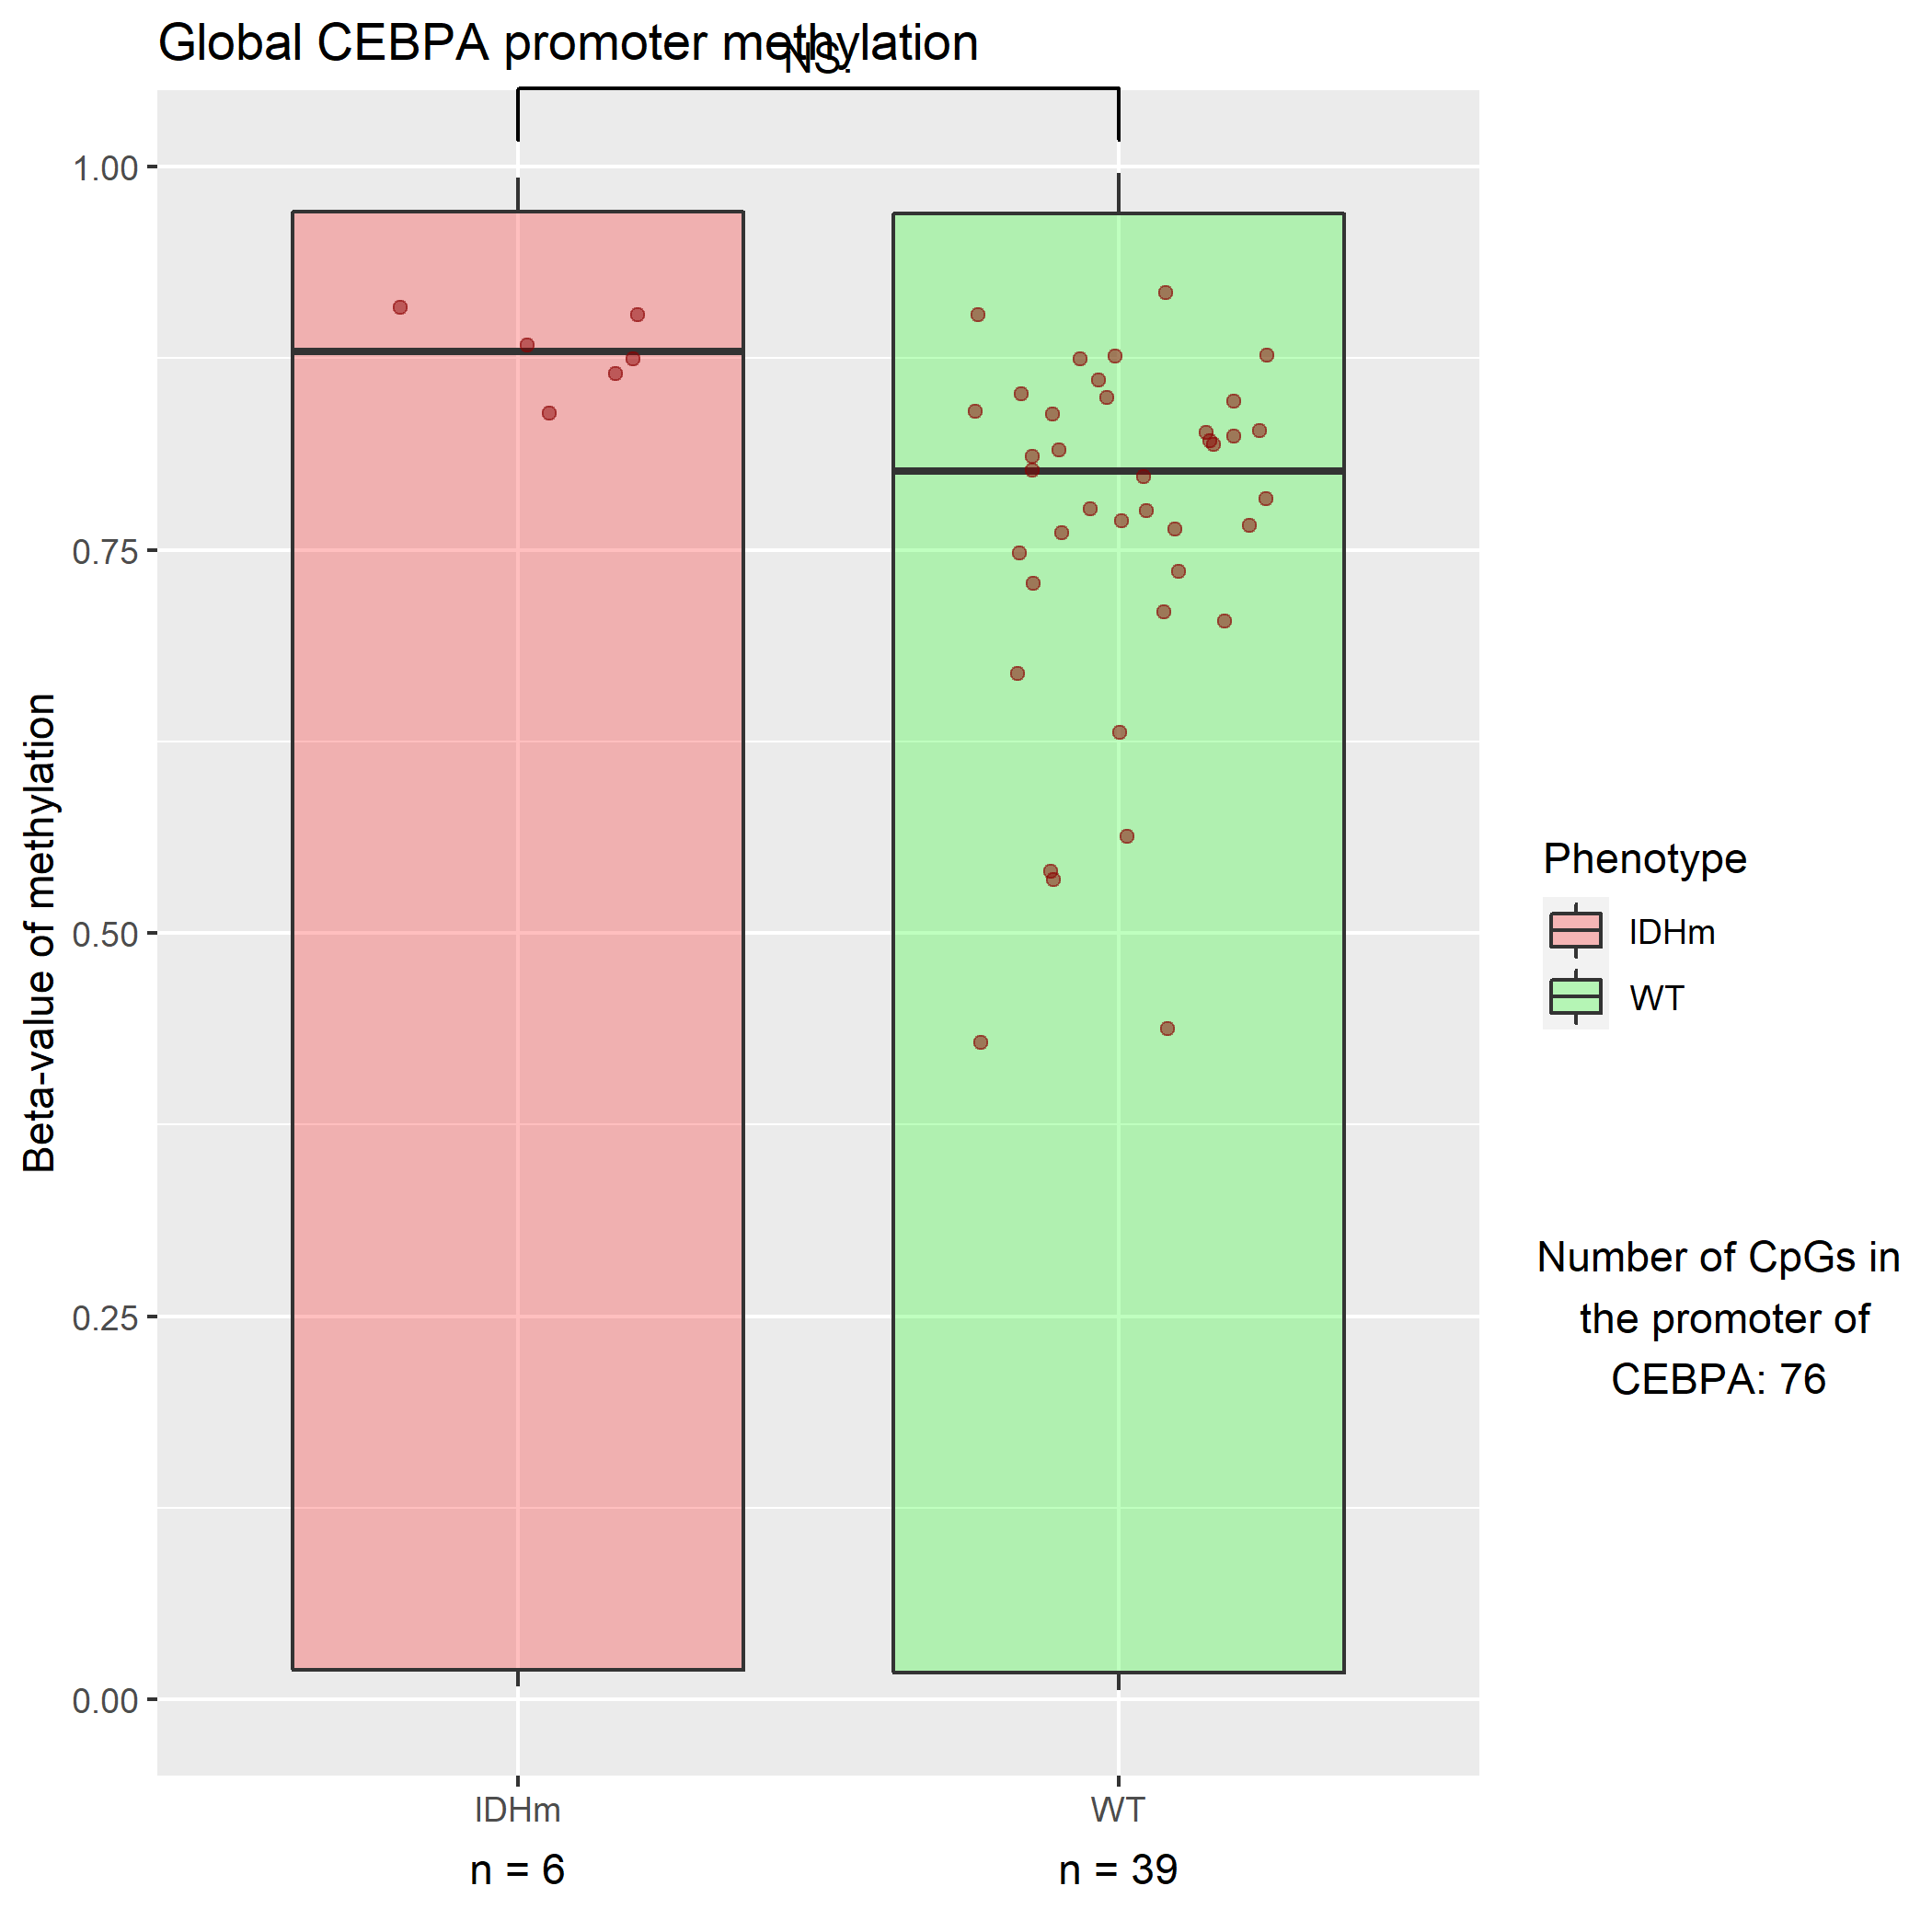 Global CEBPA promoter methylation
NS.
1.00
0.75
0.50
0.25
0.00
Beta-value of methylation
IDHm
WT
n = 6
n = 39
Phenotype
IDHm
WT
Number of CpGs in
the promoter of
CEBPA: 76